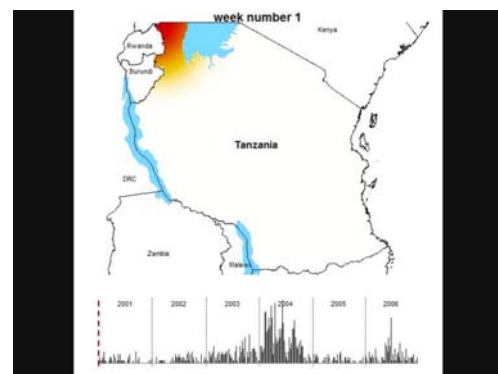 week number 1
Kenya
Rwanda
Burundi
Tanzania
DRC
Zambia
Malawi
2001 2002 2003 2004 2005 2006